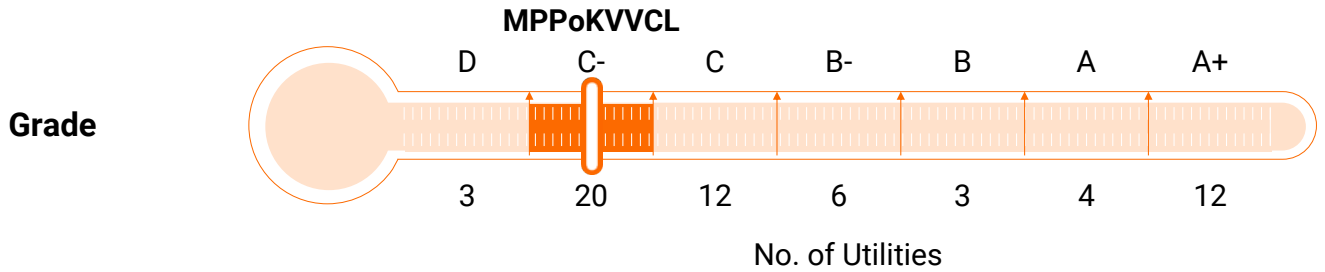 MPPoKVVCL
D C- C B- B A A+
Grade
3 20 12 6 3 4 12
No. of Utilities